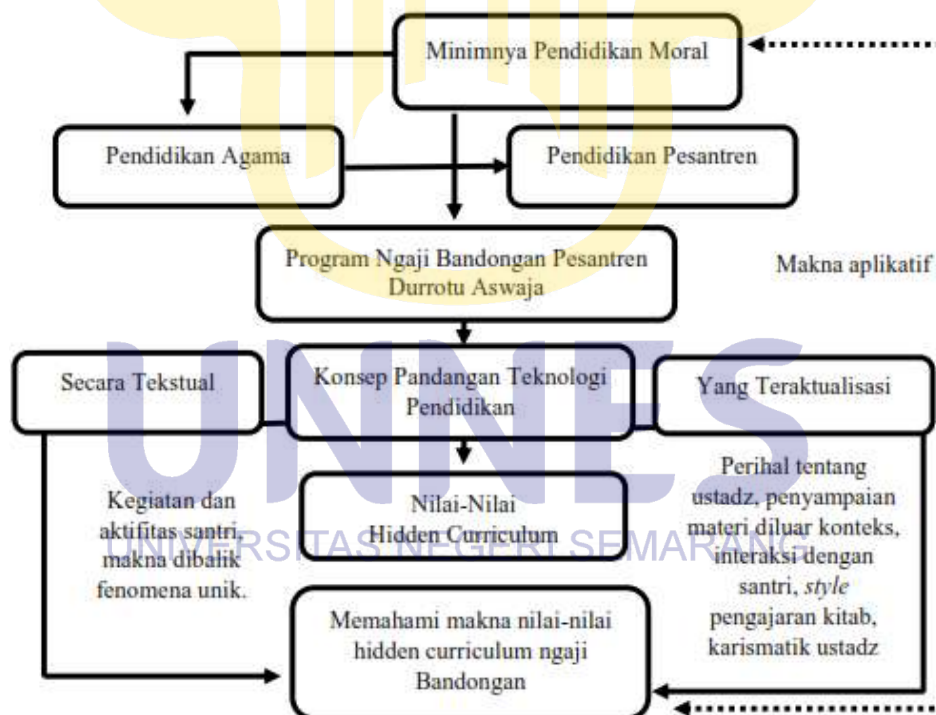 Minimnya Pendidikan Moral
Pendidikan Agama
Pendidikan Pesantren
Program Ngaji Bandongan Pesantren
Durrotu Aswaja
Makna aplikatif
Secara Tekstual
Konsep Pandangan Teknologi
Pendidikan
Yang Teraktualisasi
Kegiatan dan
aktifitas santri,
makna dibalik
fenomena unik.
Nilai-Nilai
Hidden Curriculum
Perihal tentang
ustadz, penyampaian
materi diluar konteks,
interaksi dengan
santri, style
pengajaran kitab,
karismatik ustadz
Memahami makna nilai-nilai
hidden curriculum ngaji
Bandongan
UNNES
UNIVERSITAS NEGERI SEMARANG